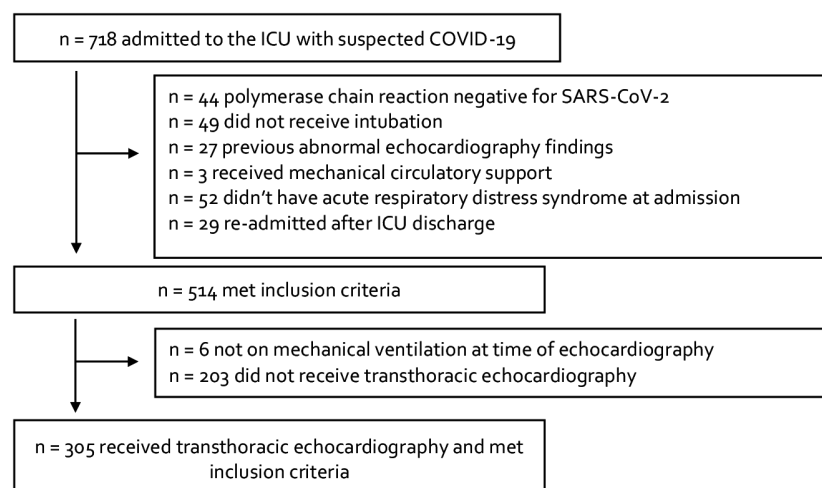 n = 718 admitted to the ICU with suspected COVID-19
n = 44 polymerase chain reaction negative for SARS-CoV-2
n = 49 did not receive intubation
n = 27 previous abnormal echocardiography findings
n = 3 received mechanical circulatory support
n = 52 didn't have acute respiratory distress syndrome at admission
n = 29 re-admitted after ICU discharge
n = 514 met inclusion criteria
n = 6 not on mechanical ventilation at time of echocardiography
n = 203 did not receive transthoracic echocardiography
n = 305 received transthoracic echocardiography and met
inclusion criteria